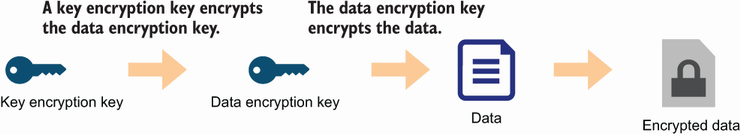 A key encryption key encrypts
the data encryption key.
The data encryption key
encrypts the data.
Key encryption key
Data encryption key
Data
Encrypted data